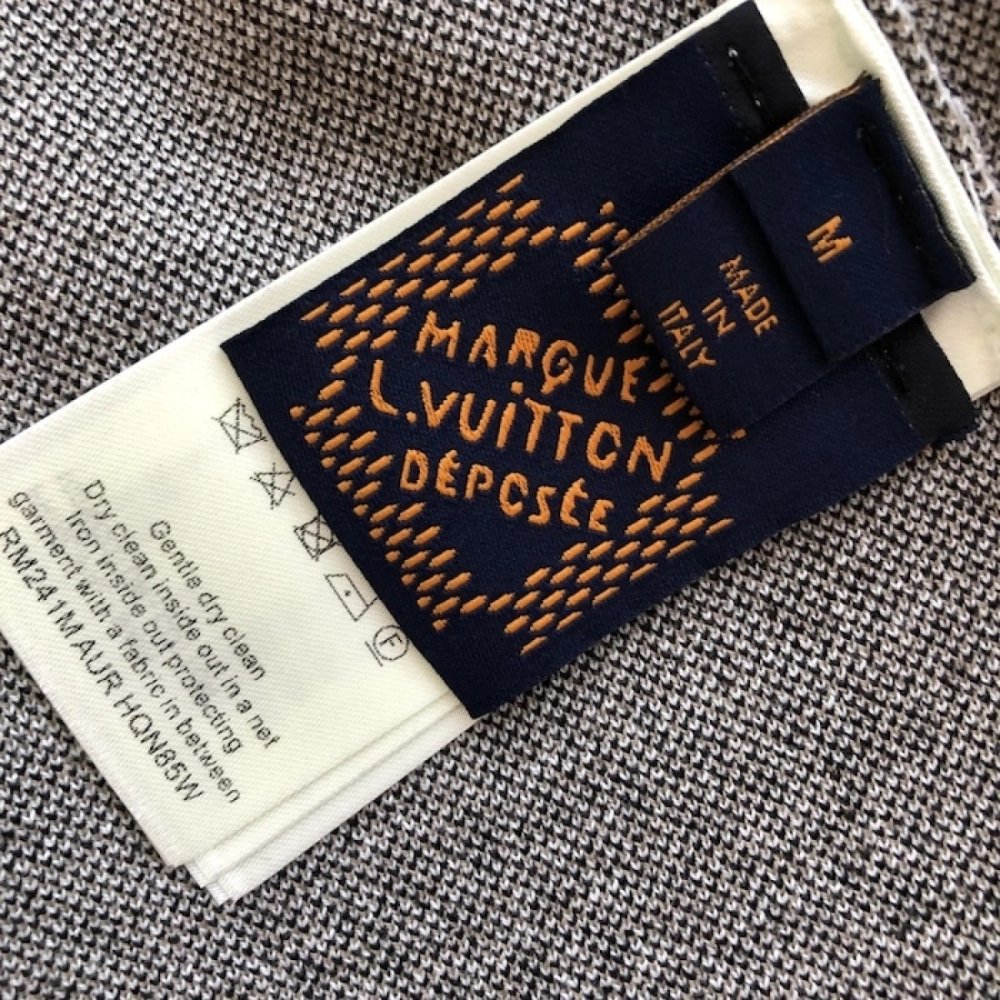 MARQUE
L.VUITTON
DÉPOSÉE
MADE
IN
ITALY
M
F
Gentle dry clean
Dry clean inside out in a net
Iron inside out protecting
garment with a fabric in between
RM241M AUR HQN85W